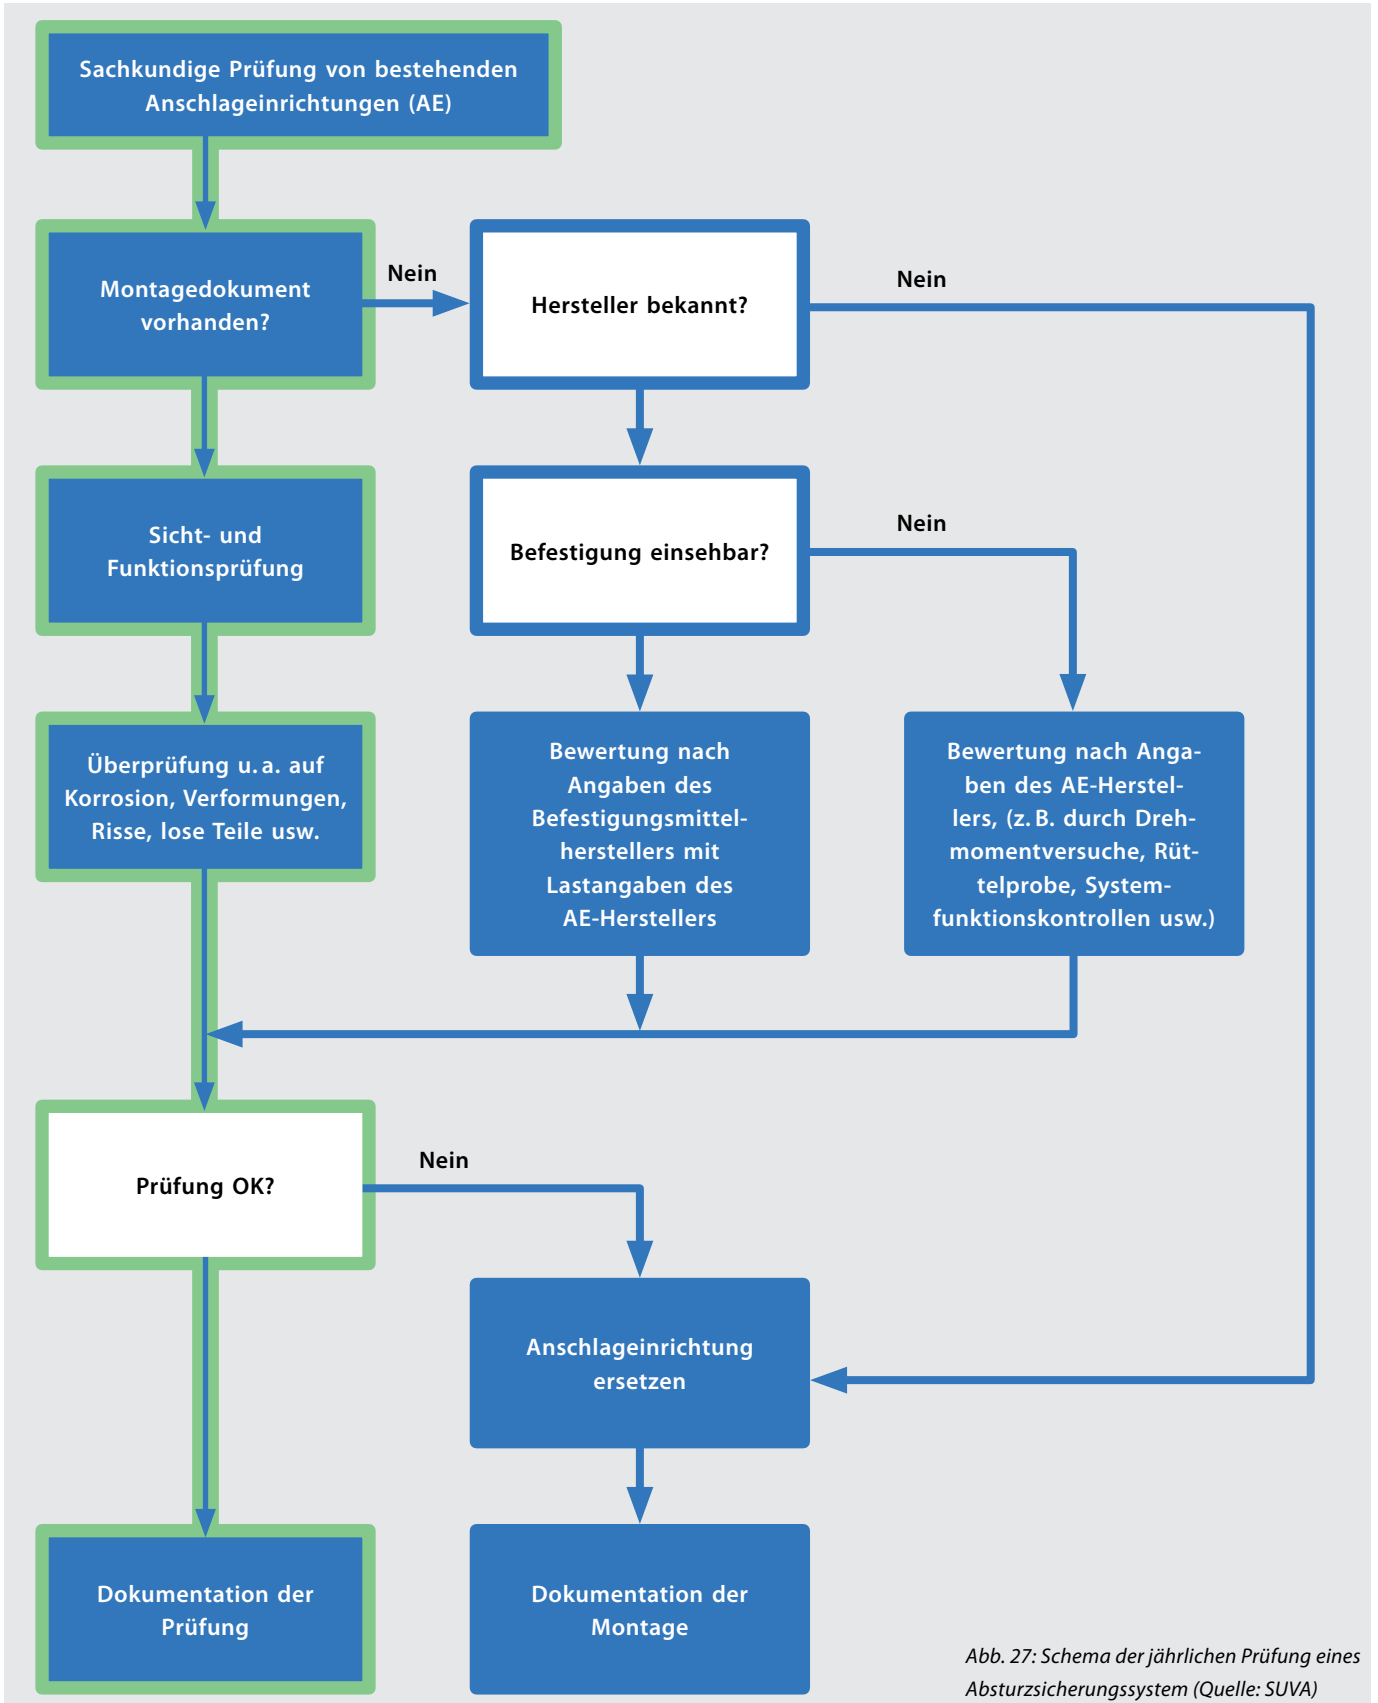 Sachkundige Prüfung von bestehenden
Anschlageinrichtungen (AE)
Montagedokument
vorhanden?
Nein
Hersteller bekannt?
Nein
Sicht- und
Funktionsprüfung
Befestigung einsehbar?
Nein
Überprüfung u. a. auf
Korrosion, Verformungen,
Risse, lose Teile usw.
Bewertung nach
Angaben des
Befestigungsmittel-
herstellers mit
Lastangaben des
AE-Herstellers
Bewertung nach Anga-
ben des AE-Herstel-
lers, (z. B. durch Dreh-
momentversuche, Rüt-
telprobe, System-
funktionskontrollen usw.)
Prüfung OK?
Nein
Anschlageinrichtung
ersetzen
Dokumentation der
Prüfung
Dokumentation der
Montage
Abb. 27: Schema der jährlichen Prüfung eines
Absturzsicherungssystem (Quelle: SUVA)